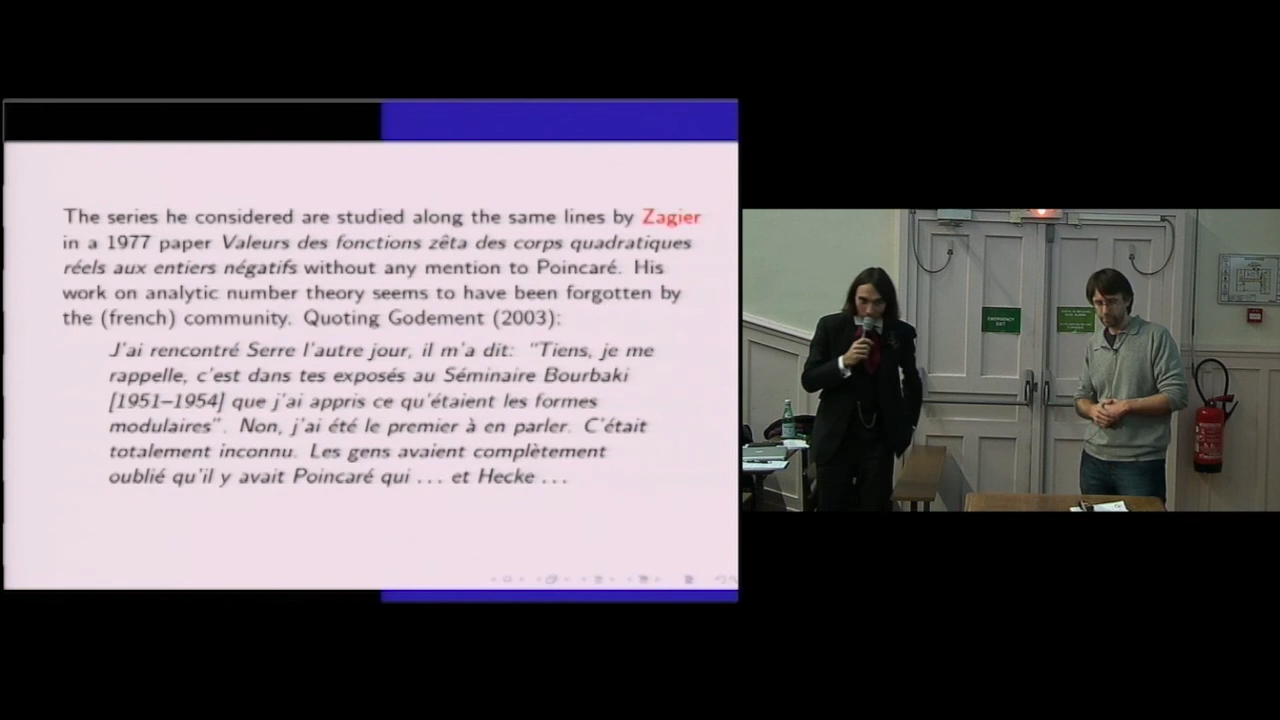 The series he considered are studied along the same lines by Zagier
in a 1977 paper Valeurs des fonctions zêta des corps quadratiques
réels aux entiers négatifs without any mention to Poincaré. His
work on analytic number theory seems to have been forgotten by
the (french) community. Quoting Godement (2003):
J'ai rencontré Serre l'autre jour, il m'a dit: "Tiens, je me
rappelle, c'est dans tes exposés au Séminaire Bourbaki
[1951–1954] que j'ai appris ce qu'étaient les formes
modulaires". Non, j'ai été le premier à en parler. C'était
totalement inconnu. Les gens avaient complètement
oublié qu'il y avait Poincaré qui ... et Hecke ...
EMERGENCY
EXIT